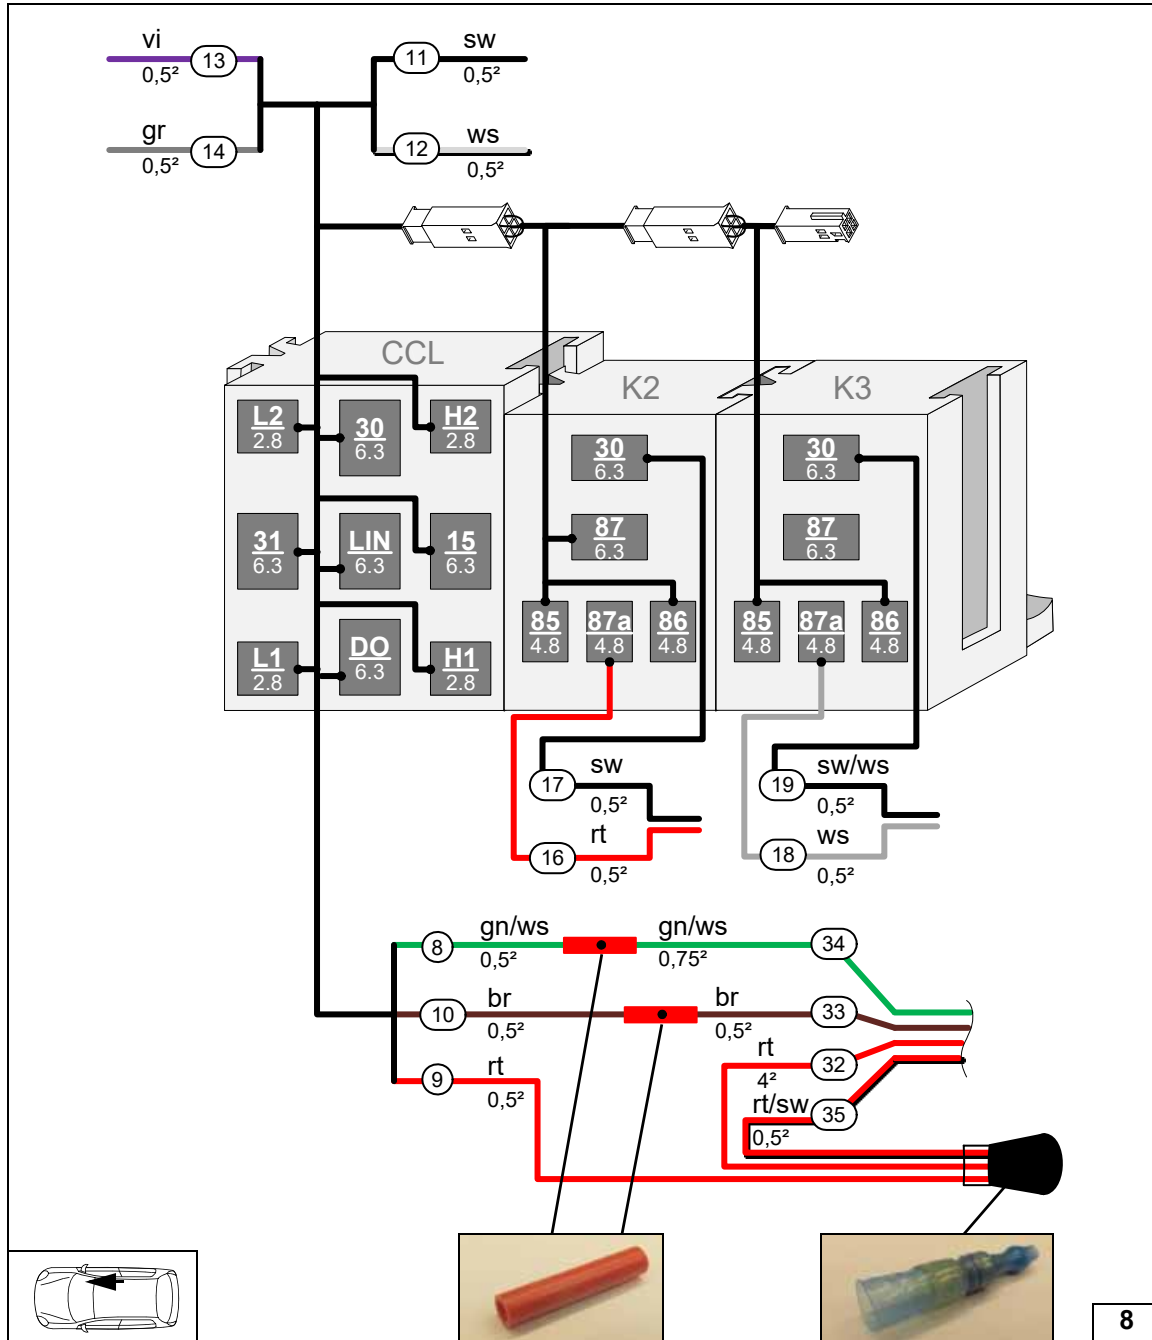 vi 13 11 sw
0,5² 0,5²
gr 14 12 ws
0,5² 0,5²
CCL K2 K3
L2 2.8
30 6.3
H2 2.8
31 6.3
LIN 6.3
15 6.3
L1 2.8
DO 6.3
H1 2.8
30 6.3
87 6.3
85 4.8
87a 4.8
86 4.8
30 6.3
87 6.3
85 4.8
87a 4.8
86 4.8
17 sw
0,5²
16 rt
0,5²
19 sw/ws
0,5²
18 ws
0,5²
8 gn/ws gn/ws 34
0,5² 0,75²
10 br br 33
0,5² 0,5²
9 rt
0,5²
rt 32
4²
rt/sw 35
0,5²
8